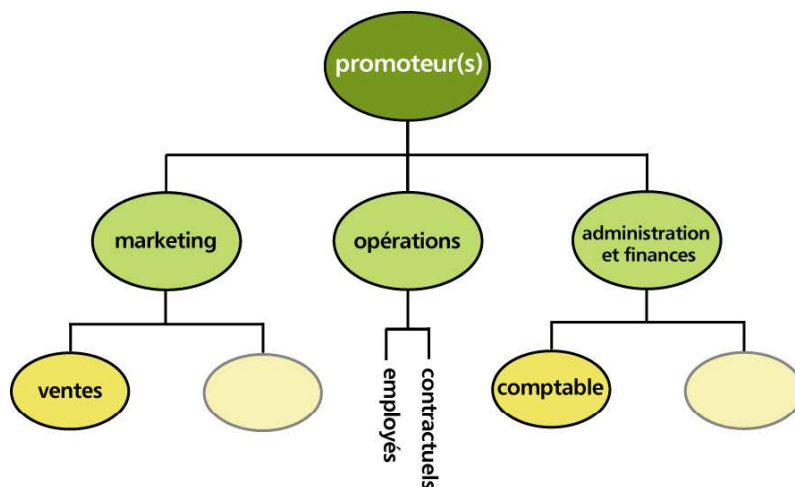 promoteur(s)
marketing
opérations
administration
et finances
ventes
employés
contractuels
comptable